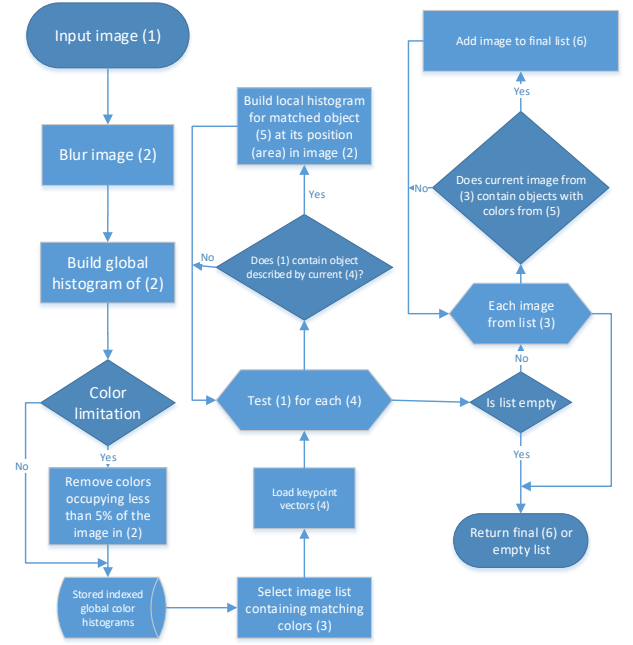 Input image (1)
Blur image (2)
Build global
histogram of (2)
Color
limitation
No
Yes
Remove colors
occupying less
than 5% of the
image in (2)
Stored indexed
global color
histograms
Select image list
containing matching
colors (3)
Load keypoint
vectors (4)
Test (1) for each (4)
Does (1) contain object
described by current (4)?
No
Yes
Build local histogram
for matched object
(5) at its position
(area) in image (2)
Is list empty
No
Yes
Each image
from list (3)
Does current image from
(3) contain objects with
colors from (5)
No
Yes
Add image to final list (6)
Return final (6) or
empty list